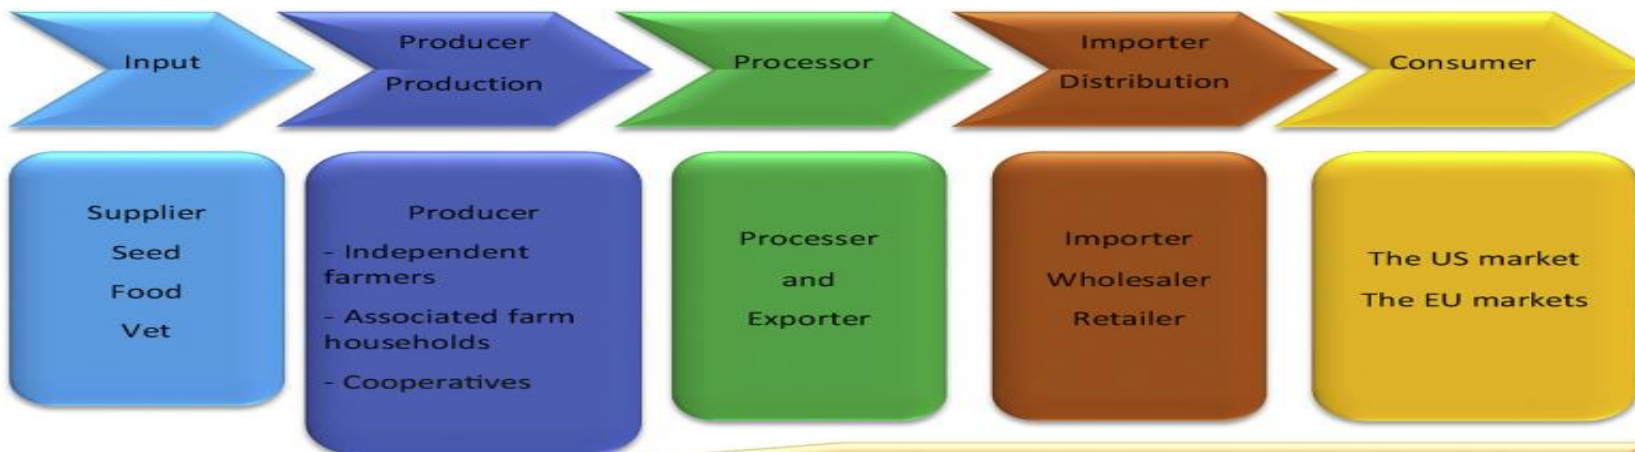 Input
Producer
Production
Processor
Importer
Distribution
Consumer
Supplier
Seed
Food
Vet
Producer
- Independent
farmers
- Associated farm
households
- Cooperatives
Processer
and
Exporter
Importer
Wholesaler
Retailer
The US market
The EU markets